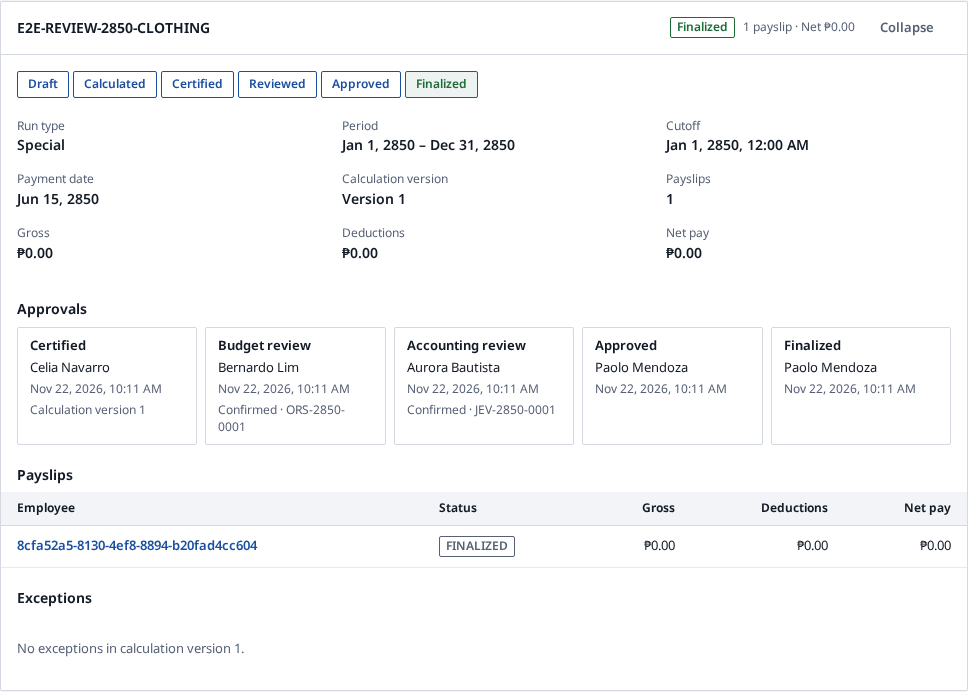 E2E-REVIEW-2850-CLOTHING
Finalized 1 payslip · Net ₱0.00 Collapse
Draft Calculated Certified Reviewed Approved Finalized
Run type Period Cutoff
Special Jan 1, 2850 – Dec 31, 2850 Jan 1, 2850, 12:00 AM
Payment date Calculation version Payslips
Jun 15, 2850 Version 1 1
Gross Deductions Net pay
₱0.00 ₱0.00 ₱0.00
Approvals
Certified
Celia Navarro
Nov 22, 2026, 10:11 AM
Calculation version 1
Budget review
Bernardo Lim
Nov 22, 2026, 10:11 AM
Confirmed · ORS-2850-
0001
Accounting review
Aurora Bautista
Nov 22, 2026, 10:11 AM
Confirmed · JEV-2850-0001
Approved
Paolo Mendoza
Nov 22, 2026, 10:11 AM
Finalized
Paolo Mendoza
Nov 22, 2026, 10:11 AM
Payslips
Employee Status Gross Deductions Net pay
8cfa52a5-8130-4ef8-8894-b20fad4cc604 FINALIZED ₱0.00 ₱0.00 ₱0.00
Exceptions
No exceptions in calculation version 1.